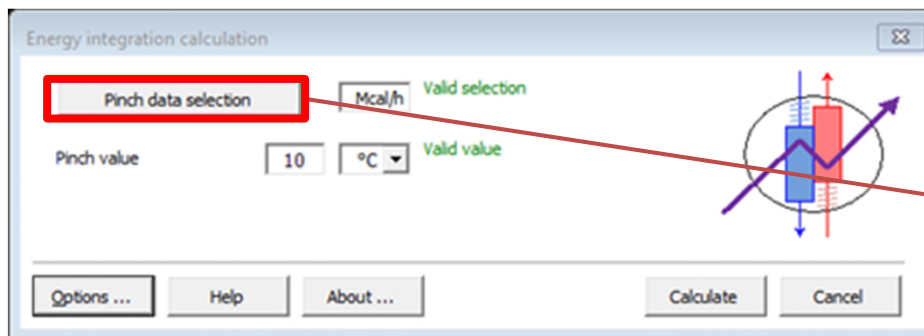 Energy integration calculation
Pinch data selection Mcal/h Valid selection
Pinch value 10 °C Valid value
Options ... Help About ... Calculate Cancel